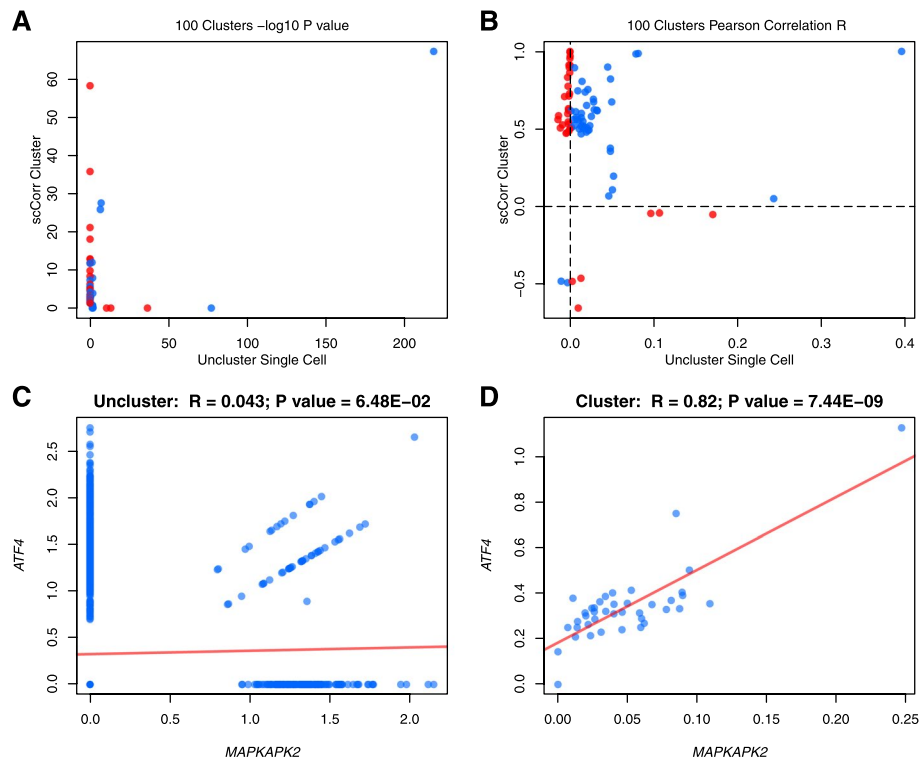 A
100 Clusters −log10 P value
scCorr Cluster
60
50
40
30
20
10
0
0 50 100 150 200
Uncluster Single Cell
B
100 Clusters Pearson Correlation R
scCorr Cluster
1.0
0.5
0.0
−0.5
0.0 0.1 0.2 0.3 0.4
Uncluster Single Cell
C
Uncluster: R = 0.043; P value = 6.48E−02
ATF4
2.5
2.0
1.5
1.0
0.5
0.0
0.0 0.5 1.0 1.5 2.0
MAPKAPK2
D
Cluster: R = 0.82; P value = 7.44E−09
ATF4
1.0
0.8
0.6
0.4
0.2
0.0
0.00 0.05 0.10 0.15 0.20 0.25
MAPKAPK2